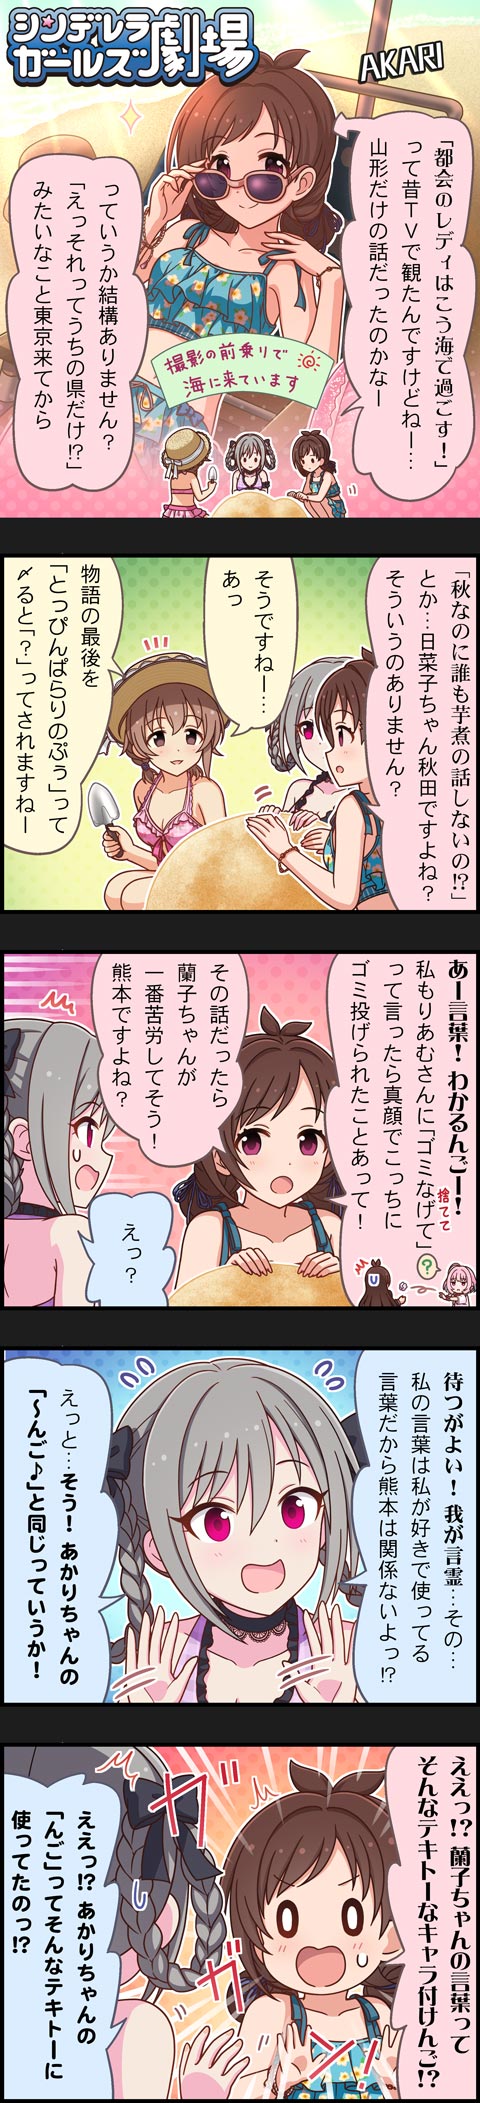 シンデレラ
ガールズ劇場
AKARI
「都会のレディはこう海で過ごす！」
って昔ＴＶで観たんですけどねー…
山形だけの話だったのかなー
っていうか結構ありません？
「えっそれってうちの県だけ!?」
みたいなこと東京来てから
撮影の前乗りで
海に来ています
「秋なのに誰も芋煮の話しないの!?」
とか…日菜子ちゃん秋田ですよね？
そういうのありません？
そうですねー…
あっ
物語の最後を
「とっぴんぱらりのぷぅ」って
〆ると「？」ってされますねー
あー言葉！わかるんごー！
私もりあむさんに「ゴミなげて」
捨てて
って言ったら真顔でこっちに
ゴミ投げられたことあって！
？
その話だったら
蘭子ちゃんが
一番苦労してそう！
熊本ですよね？
えっ？
待つがよい！我が言霊…その…
私の言葉は私が好きで使ってる
言葉だから熊本は関係ないよっ!?
えっと…そう！あかりちゃんの
「〜んご♪」と同じっていうか！
ええっ!?蘭子ちゃんの言葉って
そんなテキトーなキャラ付けんご!?
ガガーン！
ええっ!?あかりちゃんの
「んご」ってそんなテキトーに
使ってたのっ!?